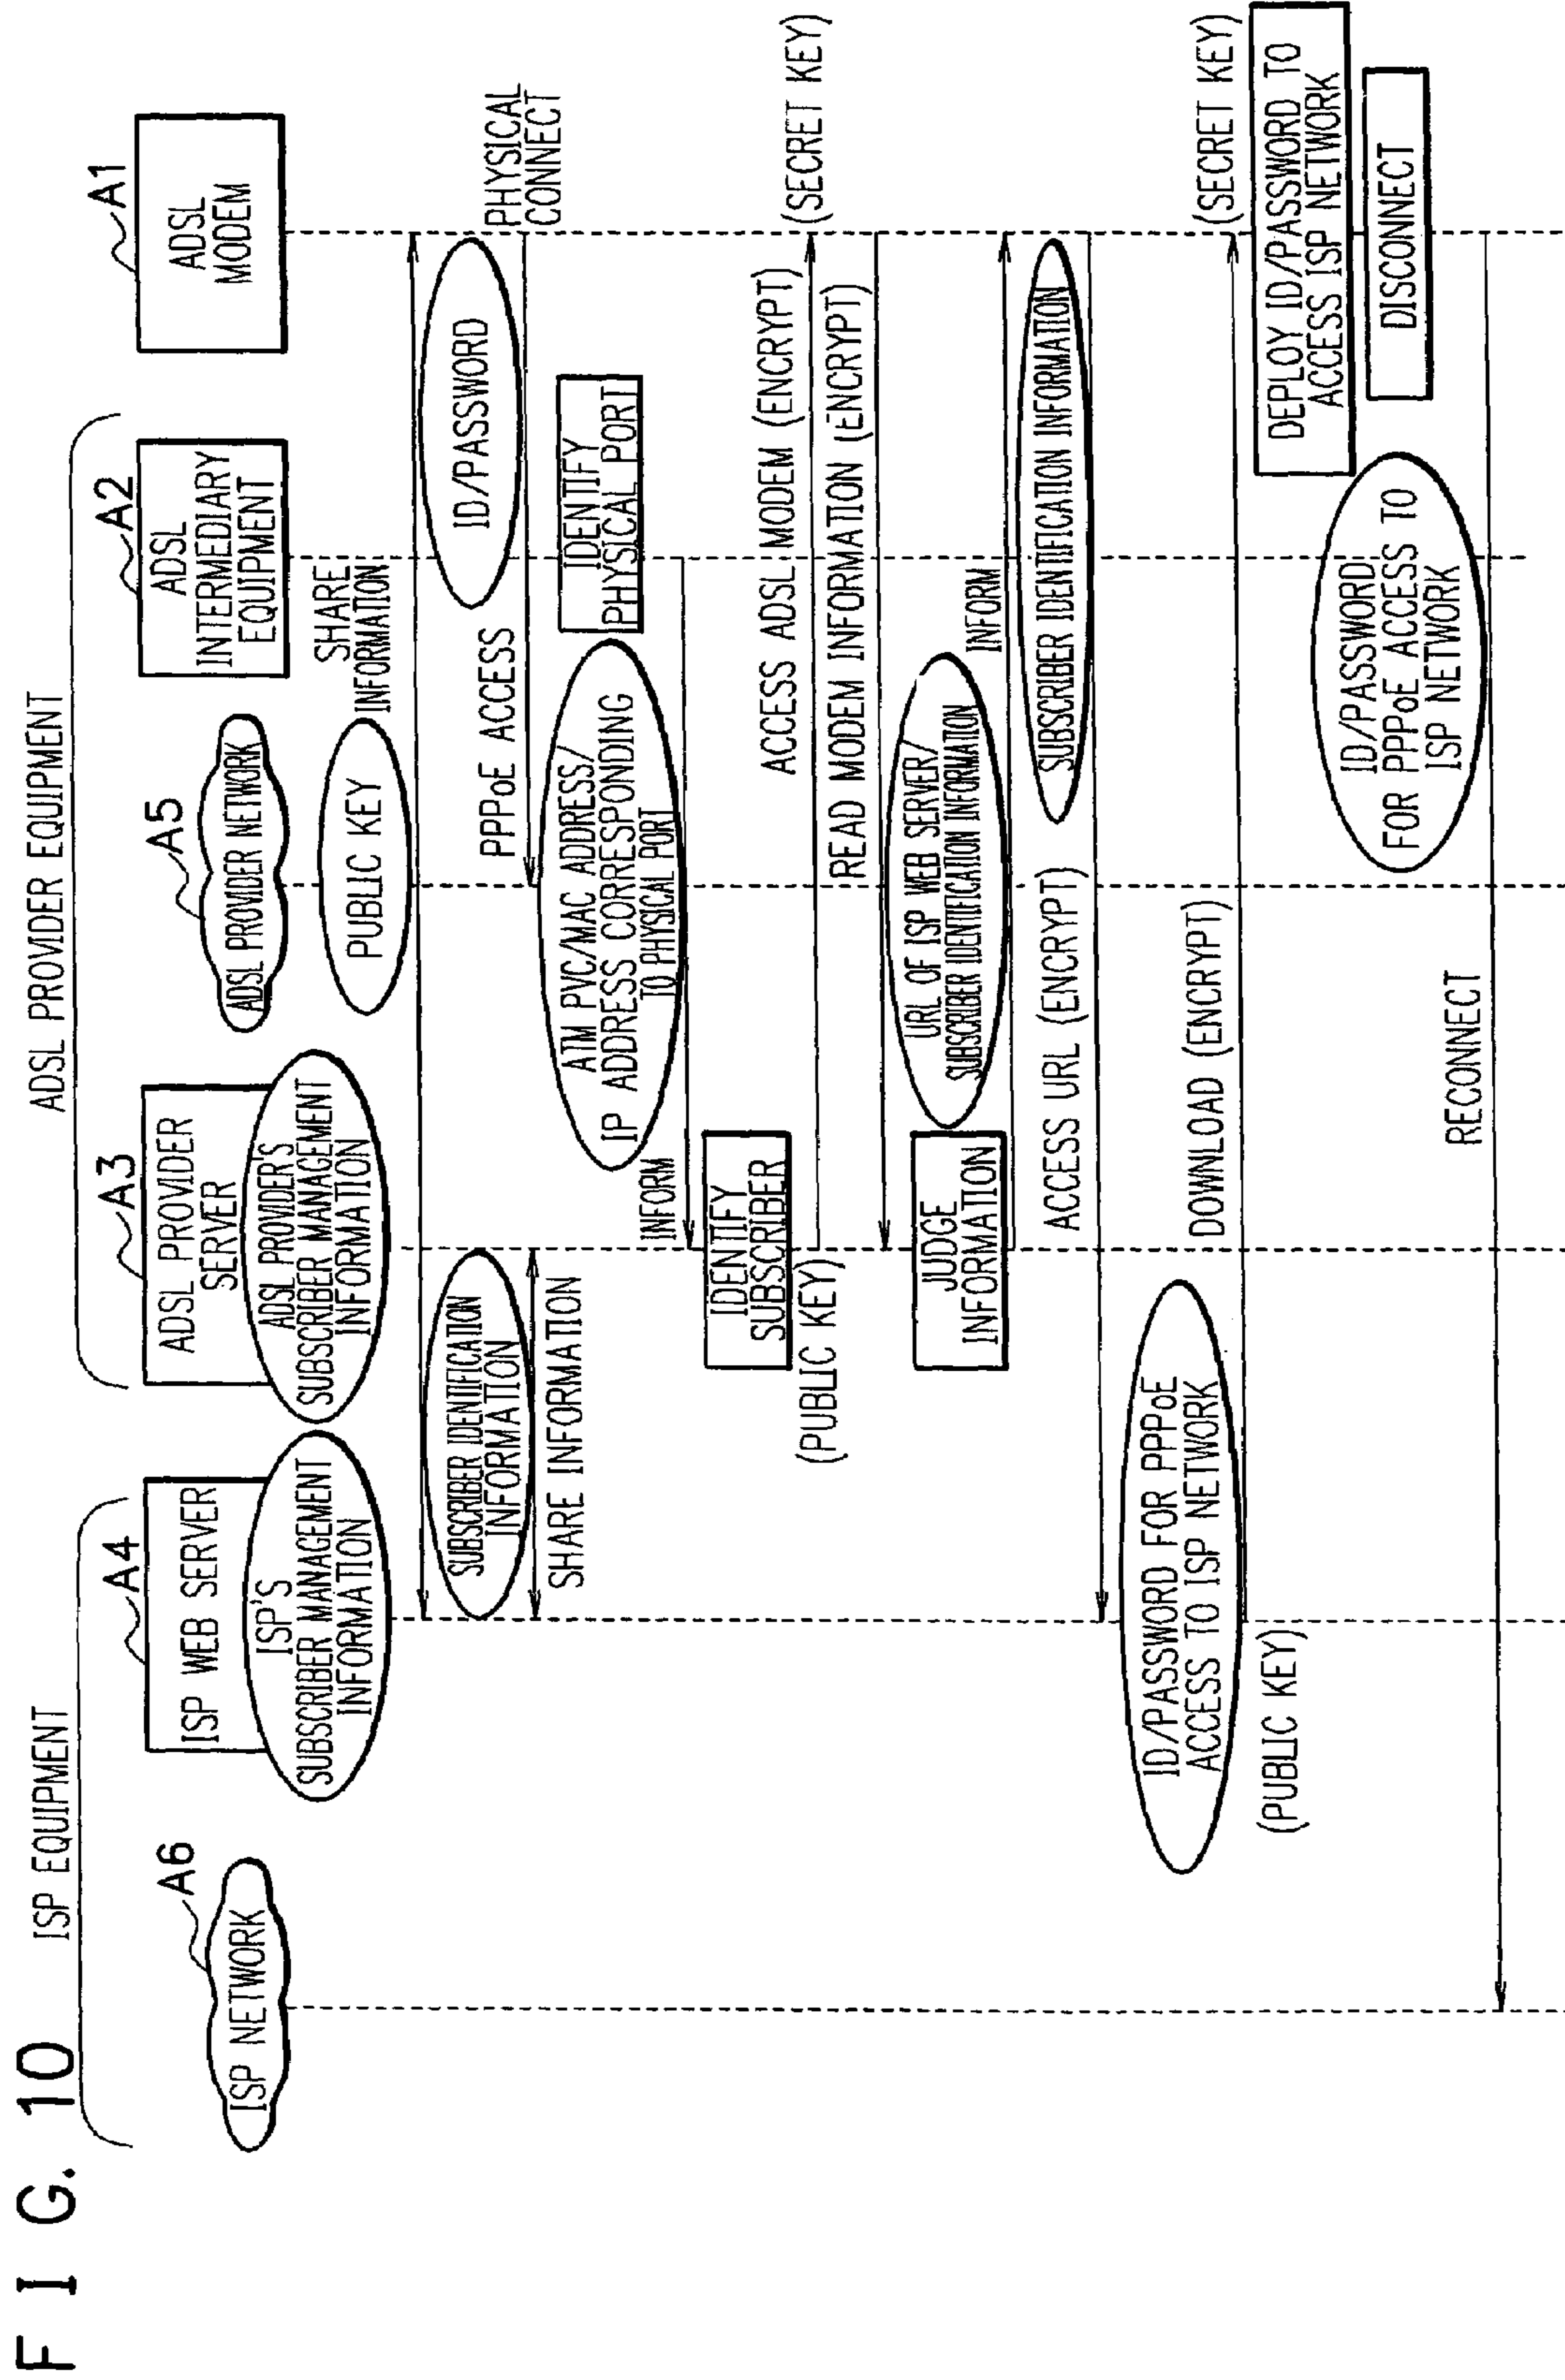 FIG. 10
ISP EQUIPMENT
ADSL PROVIDER EQUIPMENT
A6
ISP NETWORK
A4
ISP WEB SERVER
ISP'S
SUBSCRIBER MANAGEMENT
INFORMATION
A3
ADSL PROVIDER
SERVER
ADSL PROVIDER'S
SUBSCRIBER MANAGEMENT
INFORMATION
A5
ADSL PROVIDER NETWORK
A2
ADSL
INTERMEDIARY
EQUIPMENT
A1
ADSL
MODEM
PUBLIC KEY
SHARE
INFORMATION
SUBSCRIBER IDENTIFICATION
INFORMATION
SHARE INFORMATION
ID/PASSWORD
PHYSICAL
CONNECT
PPPoE ACCESS
IDENTIFY
PHYSICAL PORT
ATM PVC/MAC ADDRESS/
IP ADDRESS CORRESPONDING
TO PHYSICAL PORT
INFORM
IDENTIFY
SUBSCRIBER
(PUBLIC KEY)
ACCESS ADSL MODEM (ENCRYPT)
(SECRET KEY)
READ MODEM INFORMATION (ENCRYPT)
URL OF ISP WEB SERVER/
SUBSCRIBER IDENTIFICATION INFORMATION
JUDGE
INFORMATION
INFORM
SUBSCRIBER IDENTIFICATION INFORMATION
ACCESS URL (ENCRYPT)
ID/PASSWORD FOR PPPoE
ACCESS TO ISP NETWORK
DOWNLOAD (ENCRYPT)
(PUBLIC KEY)
(SECRET KEY)
DEPLOY ID/PASSWORD TO
ACCESS ISP NETWORK
DISCONNECT
ID/PASSWORD
FOR PPPoE ACCESS TO
ISP NETWORK
RECONNECT